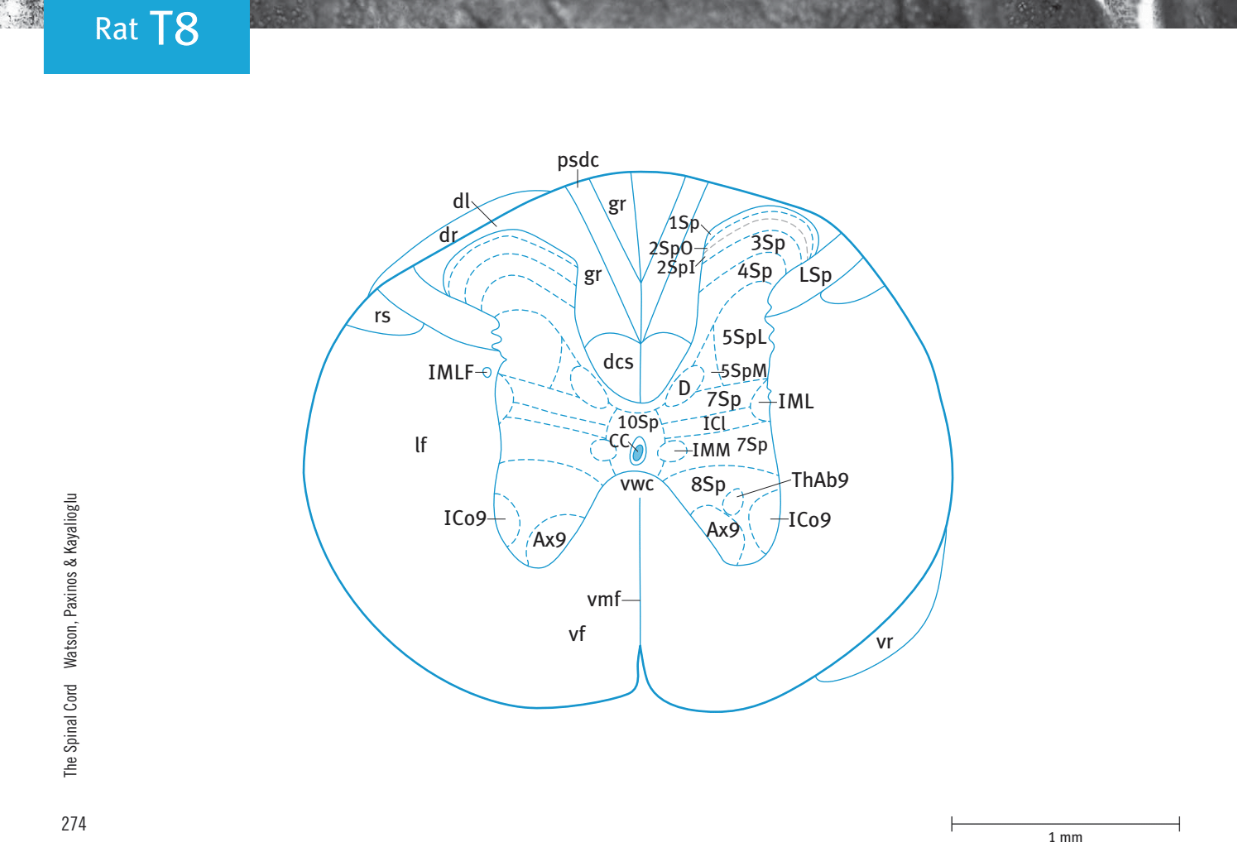 Rat T8
psdc
dl
gr
1Sp
dr
2SpO
3Sp
2SpI
4Sp
LSp
gr
rs
5SpL
dcs
IMLF
5SpM
D
7Sp
IML
10Sp
ICl
CC
lf
IMM
7Sp
vwc
8Sp
ThAb9
ICo9
ICo9
Ax9
Ax9
vmf
vf
vr
The Spinal Cord Watson, Paxinos & Kayalioglu
274
1 mm